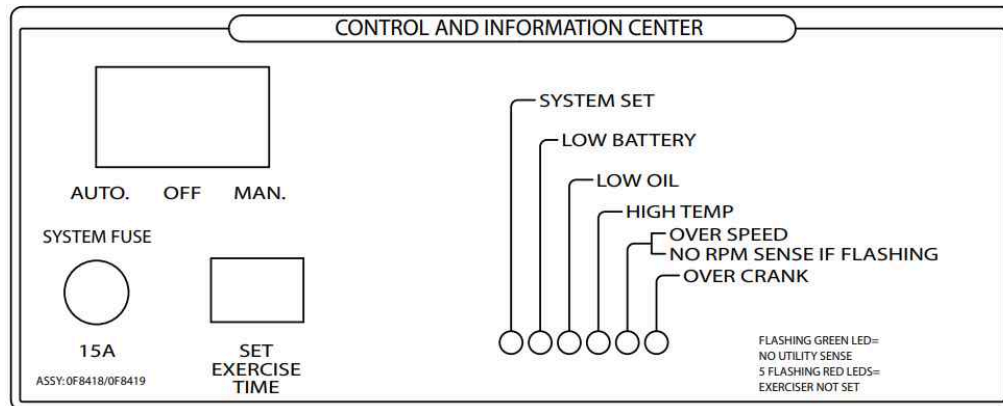 CONTROL AND INFORMATION CENTER
AUTO. OFF MAN.
SYSTEM FUSE
15A
SET
EXERCISE
TIME
ASSY:0F8418/0F8419
SYSTEM SET
LOW BATTERY
LOW OIL
HIGH TEMP
OVER SPEED
NO RPM SENSE IF FLASHING
OVER CRANK
FLASHING GREEN LED=
NO UTILITY SENSE
5 FLASHING RED LEDS=
EXERCISER NOT SET